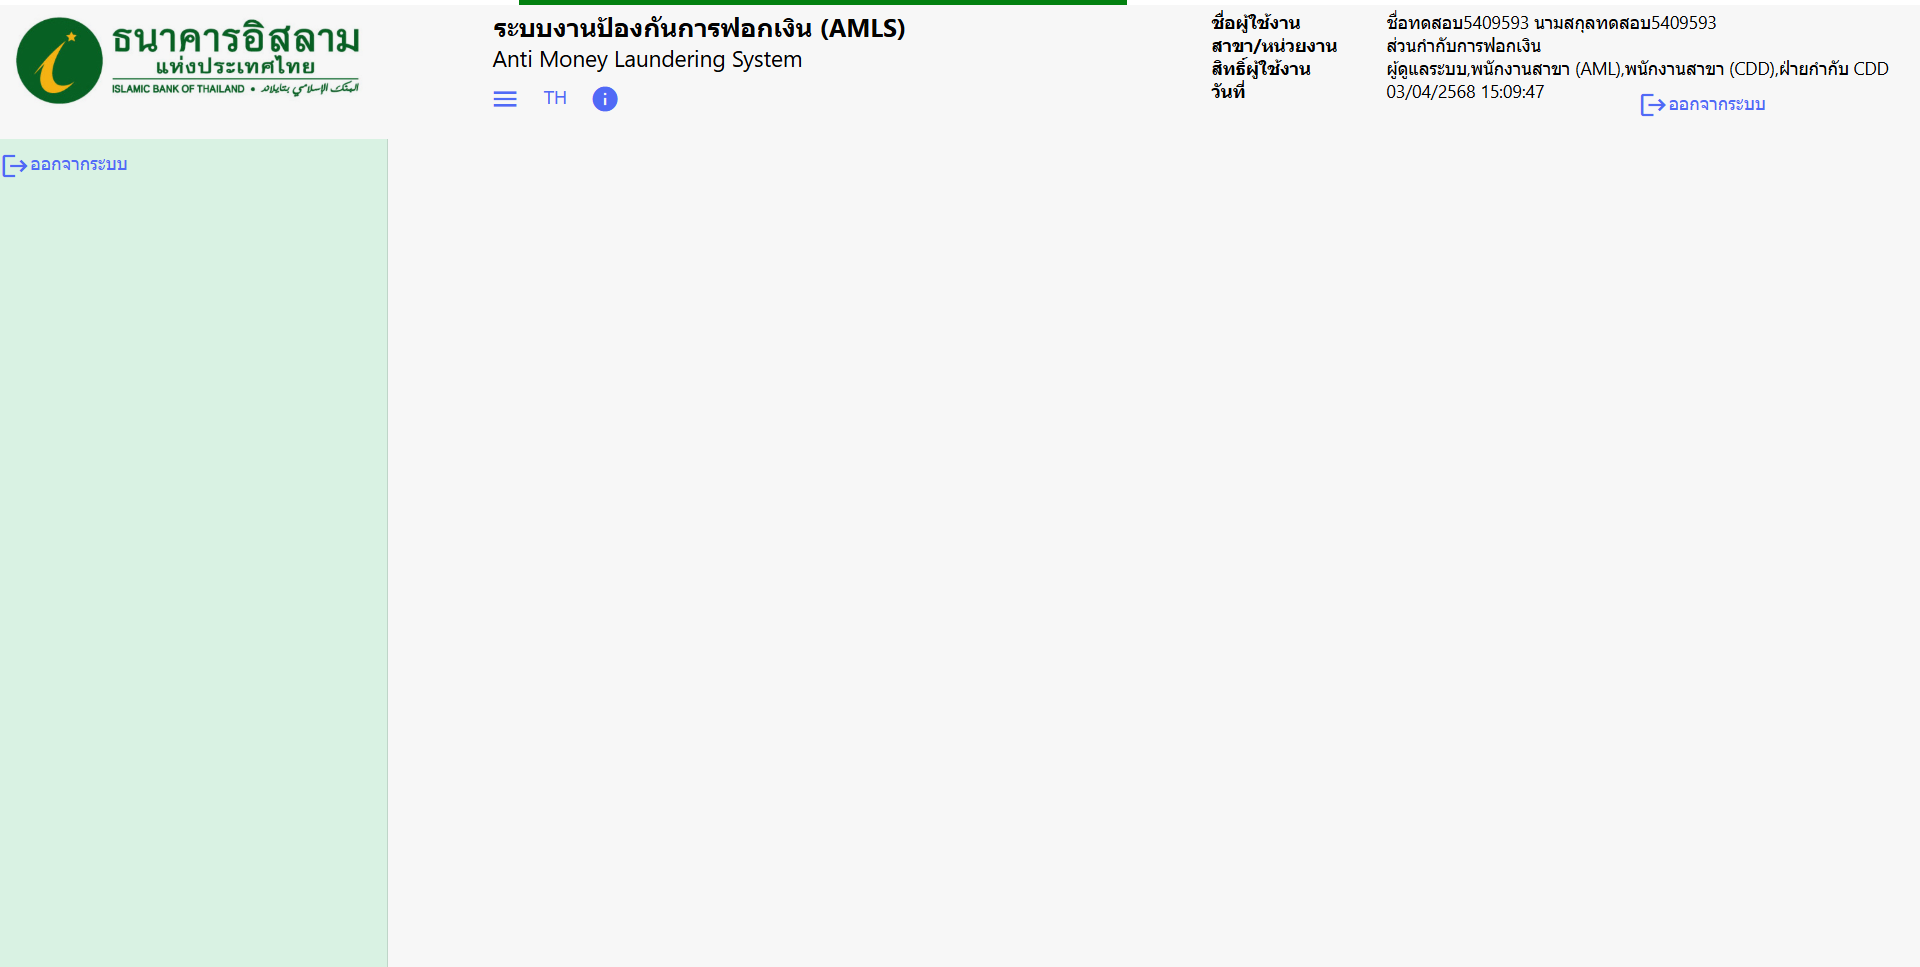 ธนาคารอิสลาม
แห่งประเทศไทย
ISLAMIC BANK OF THAILAND •
ระบบงานป้องกันการฟอกเงิน (AMLS)
Anti Money Laundering System
TH
ชื่อผู้ใช้งาน ชื่อทดสอบ5409593 นามสกุลทดสอบ5409593
สาขา/หน่วยงาน ส่วนกำกับการฟอกเงิน
สิทธิ์ผู้ใช้งาน ผู้ดูแลระบบ,พนักงานสาขา (AML),พนักงานสาขา (CDD),ฝ่ายกำกับ CDD
วันที่ 03/04/2568 15:09:47
ออกจากระบบ
ออกจากระบบ